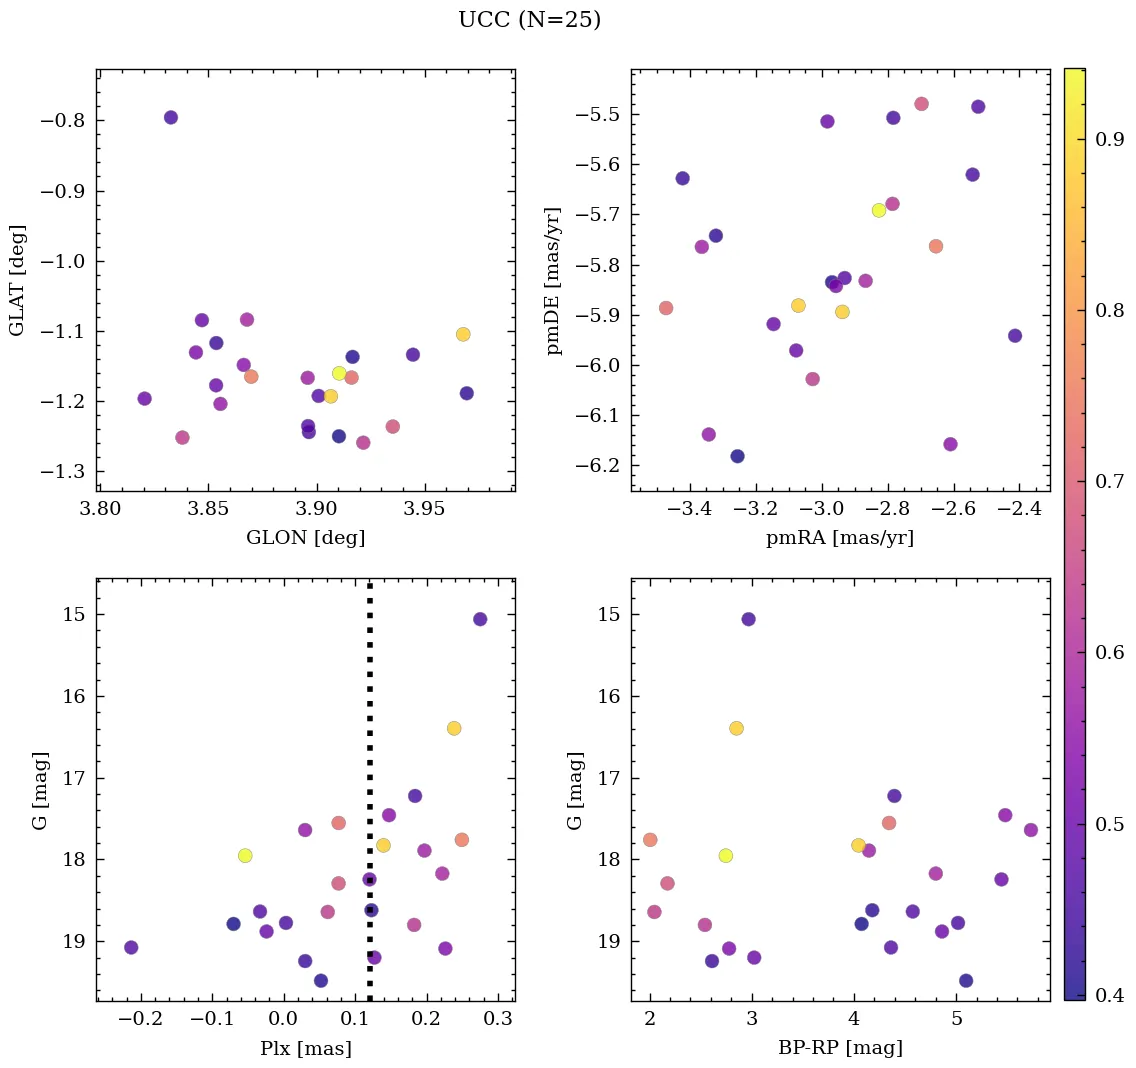 UCC (N=25)
−0.8
−0.9
−1.0
−1.1
−1.2
−1.3
GLAT [deg]
3.80 3.85 3.90 3.95
GLON [deg]
−5.5
−5.6
−5.7
−5.8
−5.9
−6.0
−6.1
−6.2
pmDE [mas/yr]
−3.4 −3.2 −3.0 −2.8 −2.6 −2.4
pmRA [mas/yr]
0.9
0.8
0.7
0.6
0.5
0.4
15
16
17
18
19
G [mag]
−0.2 −0.1 0.0 0.1 0.2 0.3
Plx [mas]
15
16
17
18
19
G [mag]
2 3 4 5
BP-RP [mag]